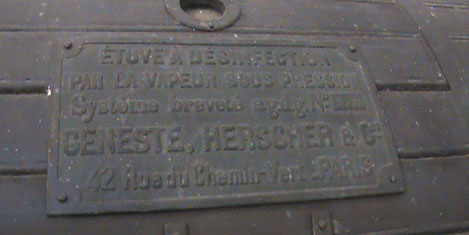 ÉTUVE À DÉSINFECTION
PAR LA VAPEUR SOUS PRESSION
Système breveté s.g.d.g. N°
GENESTE, HERSCHER & Cie
42 Rue du Chemin-Vert PARIS